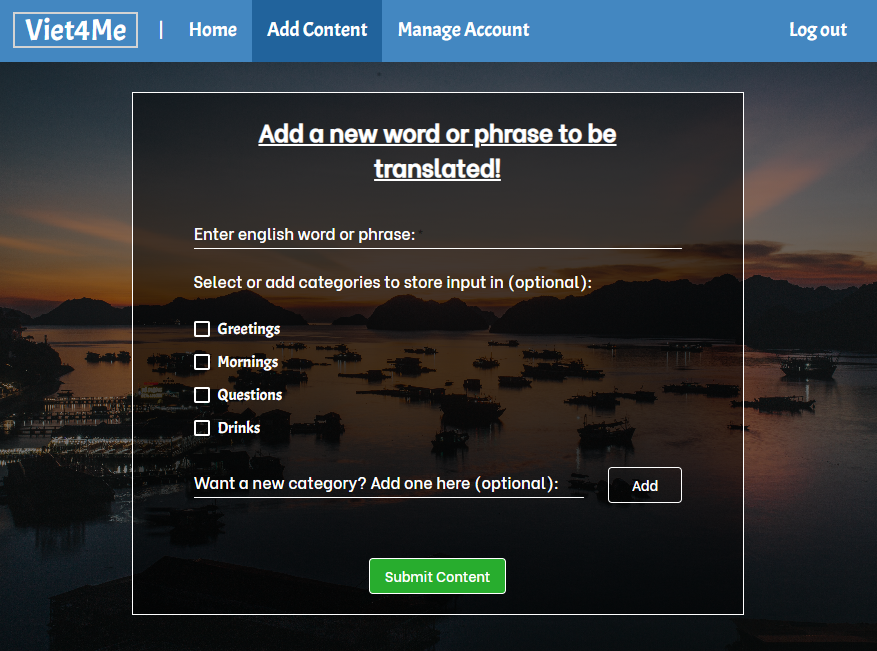 Viet4Me | Home Add Content Manage Account Log out
Add a new word or phrase to be
translated!
Enter english word or phrase:
Select or add categories to store input in (optional):
Greetings
Mornings
Questions
Drinks
Want a new category? Add one here (optional): Add
Submit Content